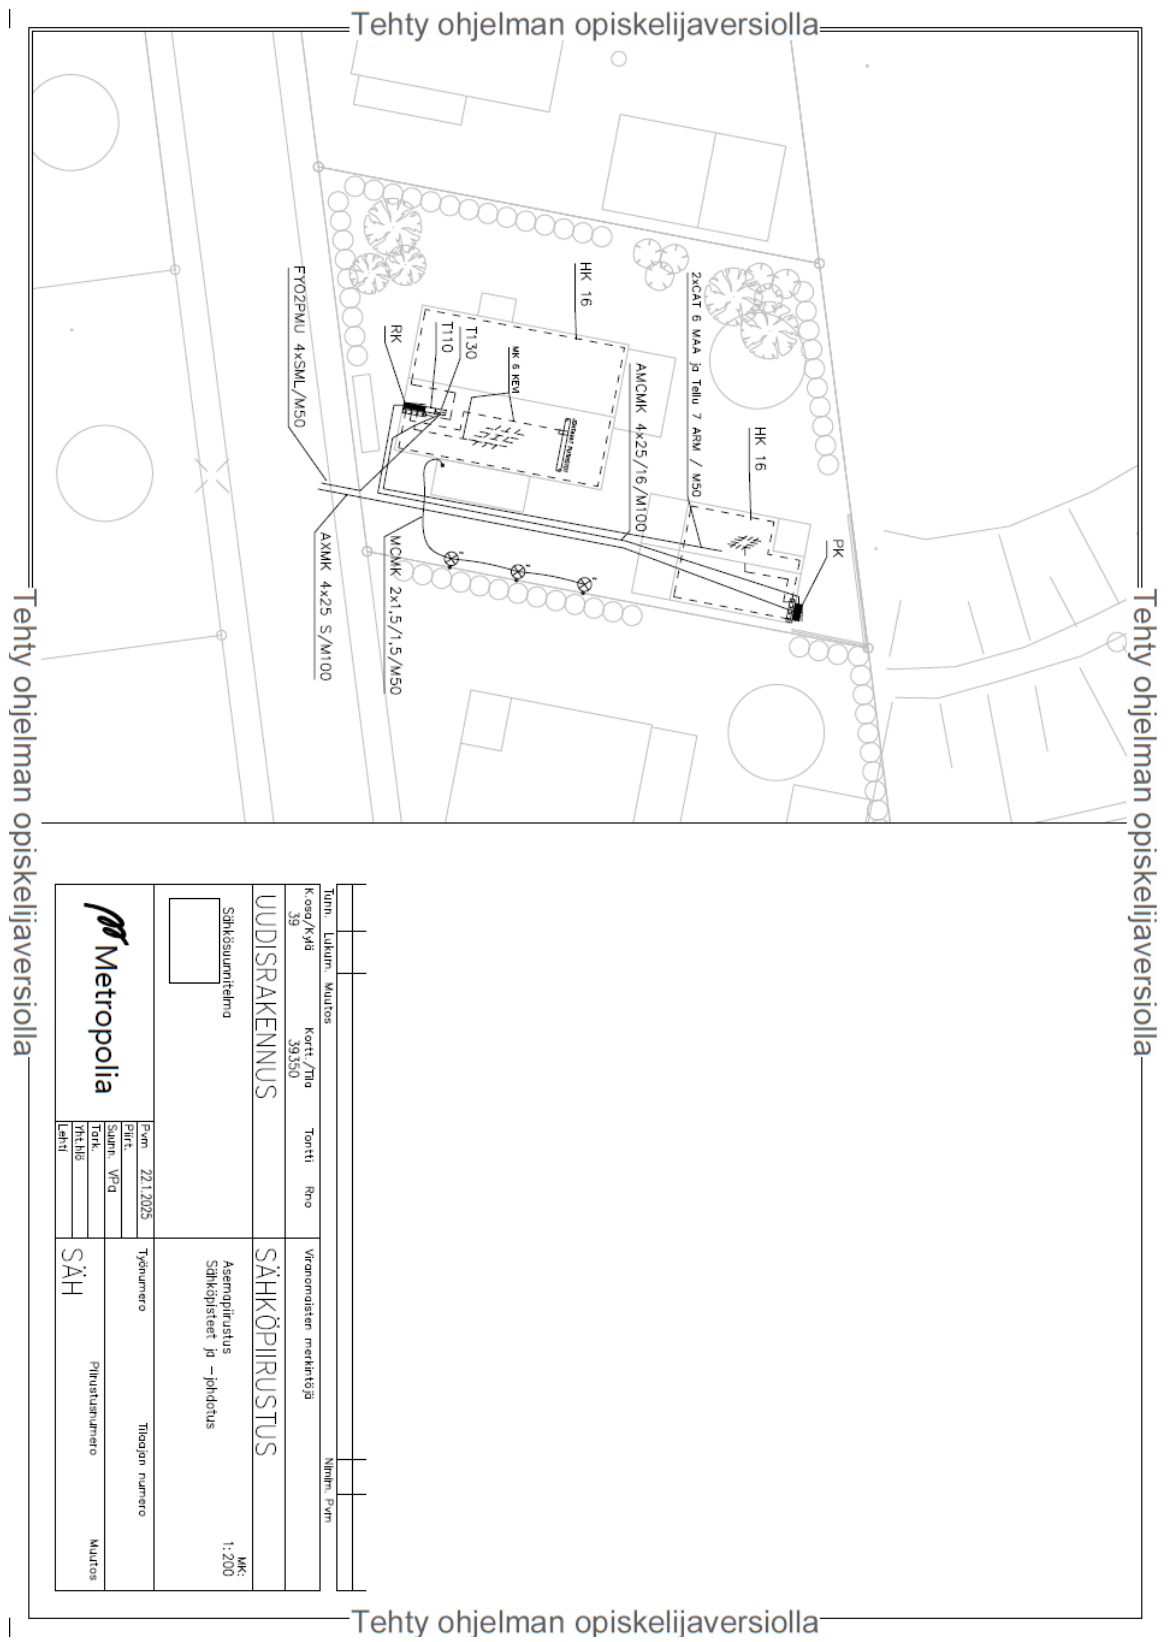 Tehty ohjelman opiskelijaversiolla
Tehty ohjelman opiskelijaversiolla
Tehty ohjelman opiskelijaversiolla
Tehty ohjelman opiskelijaversiolla
HK 16
2xCAT 6 MAA ja Tellu 7 ARM / M50
HK 16
PK
AMCMK 4x25/16/M100
MK 6 KEVI
T130
T110
RK
FYO2PMU 4xSML/M50
MCMK 2x1,5/1,5/M50
AXMK 4x25 S/M100
Tunn. Lukum. Muutos
Nimim. Pvm
K.osa/Kylä
39
Kortt./Tila
39350
Tontti
Rno
Viranomaisten merkintöjä
UUDISRAKENNUS
SÄHKÖPIIRUSTUS
Sähkösuunnitelma
Asemapiirustus
Sähköpisteet ja -johdotus
MK:
1:200
Metropolia
Pvm 22.1.2025
Piirt.
Suunn. VPa
Tark.
Yht.hlö
Lehti
Työnumero
Tilaajan numero
SÄH
Piirustusnumero
Muutos